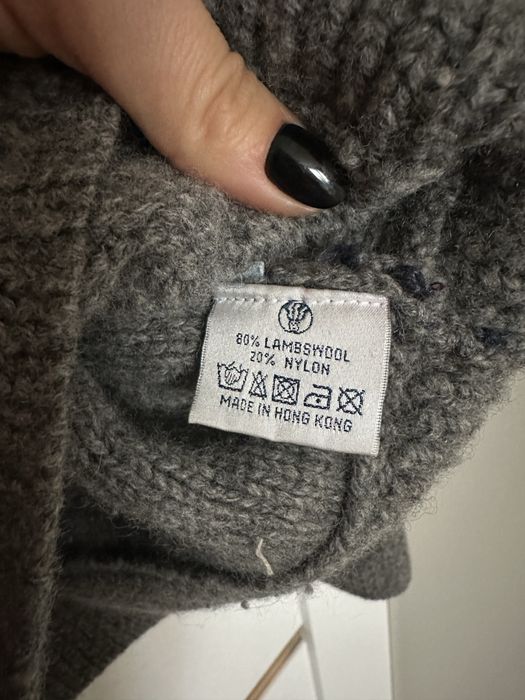 80% LAMBSWOOL
20% NYLON
MADE IN HONG KONG